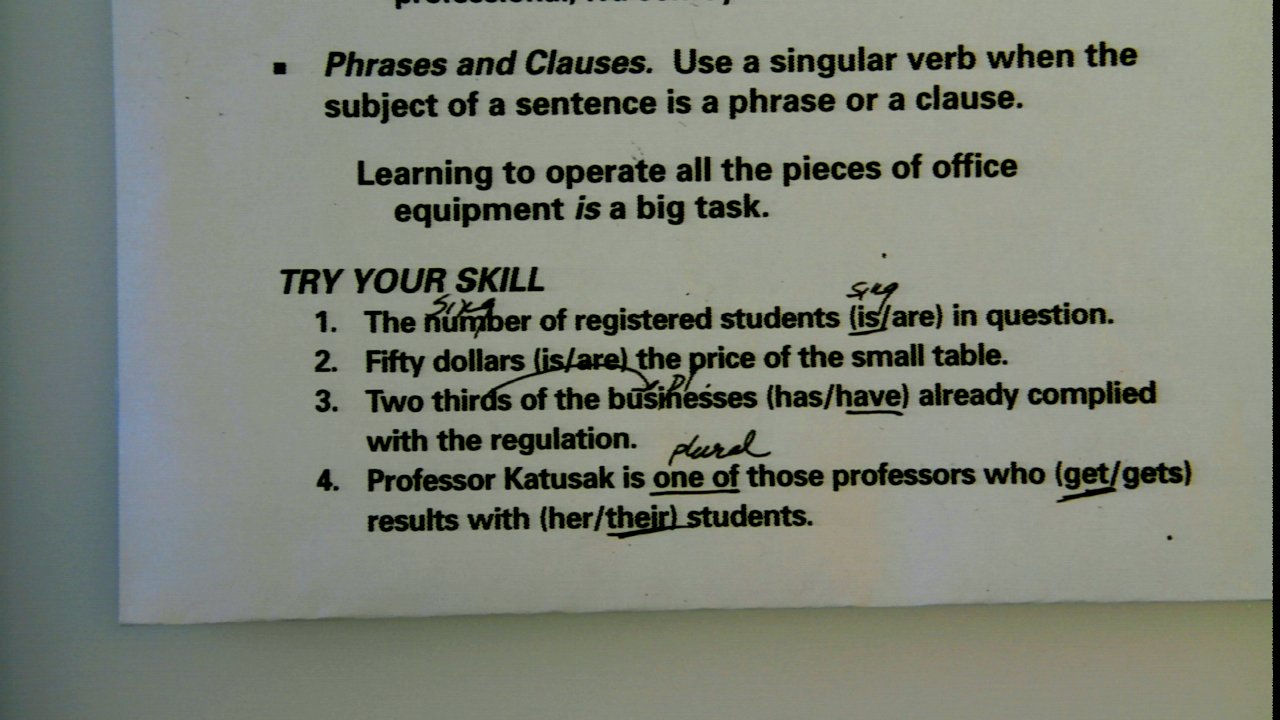 ▪ Phrases and Clauses. Use a singular verb when the
subject of a sentence is a phrase or a clause.
Learning to operate all the pieces of office
equipment is a big task.
TRY YOUR SKILL
sing
sing
1. The number of registered students (is/are) in question.
2. Fifty dollars (is/are) the price of the small table.
pl.
3. Two thirds of the businesses (has/have) already complied
with the regulation.
plural
4. Professor Katusak is one of those professors who (get/gets)
results with (her/their) students.